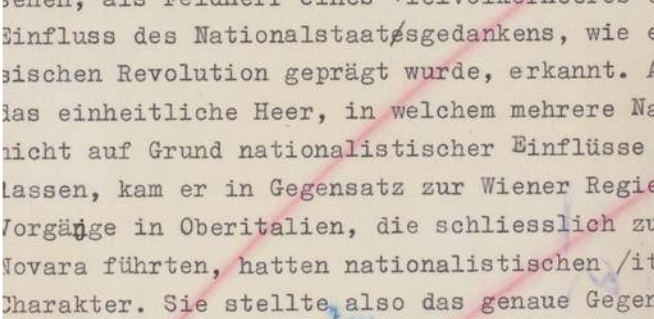 sehen, als Feldherr eines
Einfluss des Nationalstaatsgedankens, wie
sischen Revolution geprägt wurde, erkannt.
das einheitliche Heer, in welchem mehrere Na
nicht auf Grund nationalistischer Einflüsse
lassen, kam er in Gegensatz zur Wiener Regie
Vorgänge in Oberitalien, die schliesslich zu
Novara führten, hatten nationalistischen /it
Charakter. Sie stellte also das genaue Gegen